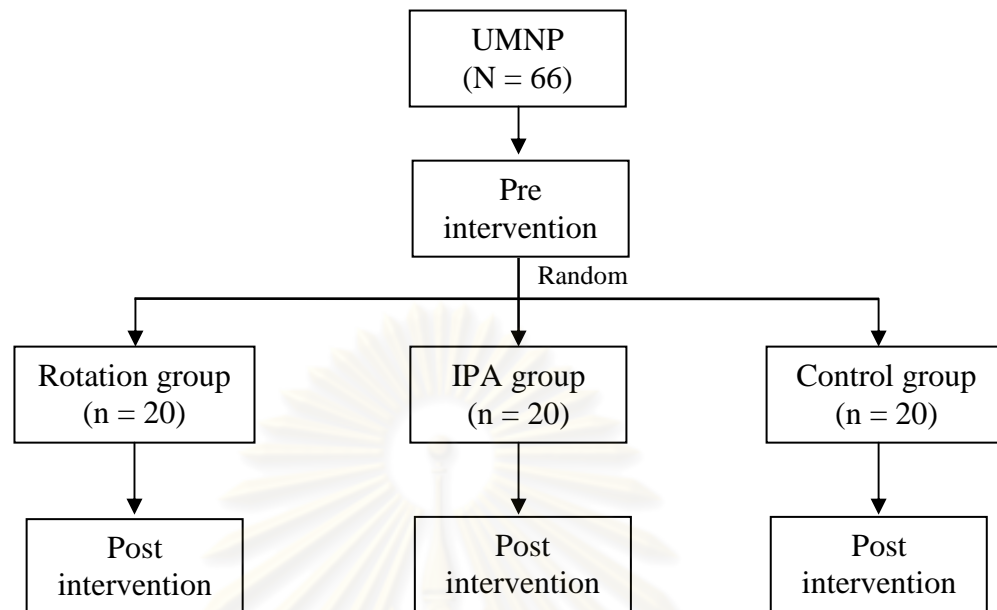 UMNP
(N = 66)
Pre
intervention
Random
Rotation group
(n = 20)
IPA group
(n = 20)
Control group
(n = 20)
Post
intervention
Post
intervention
Post
intervention